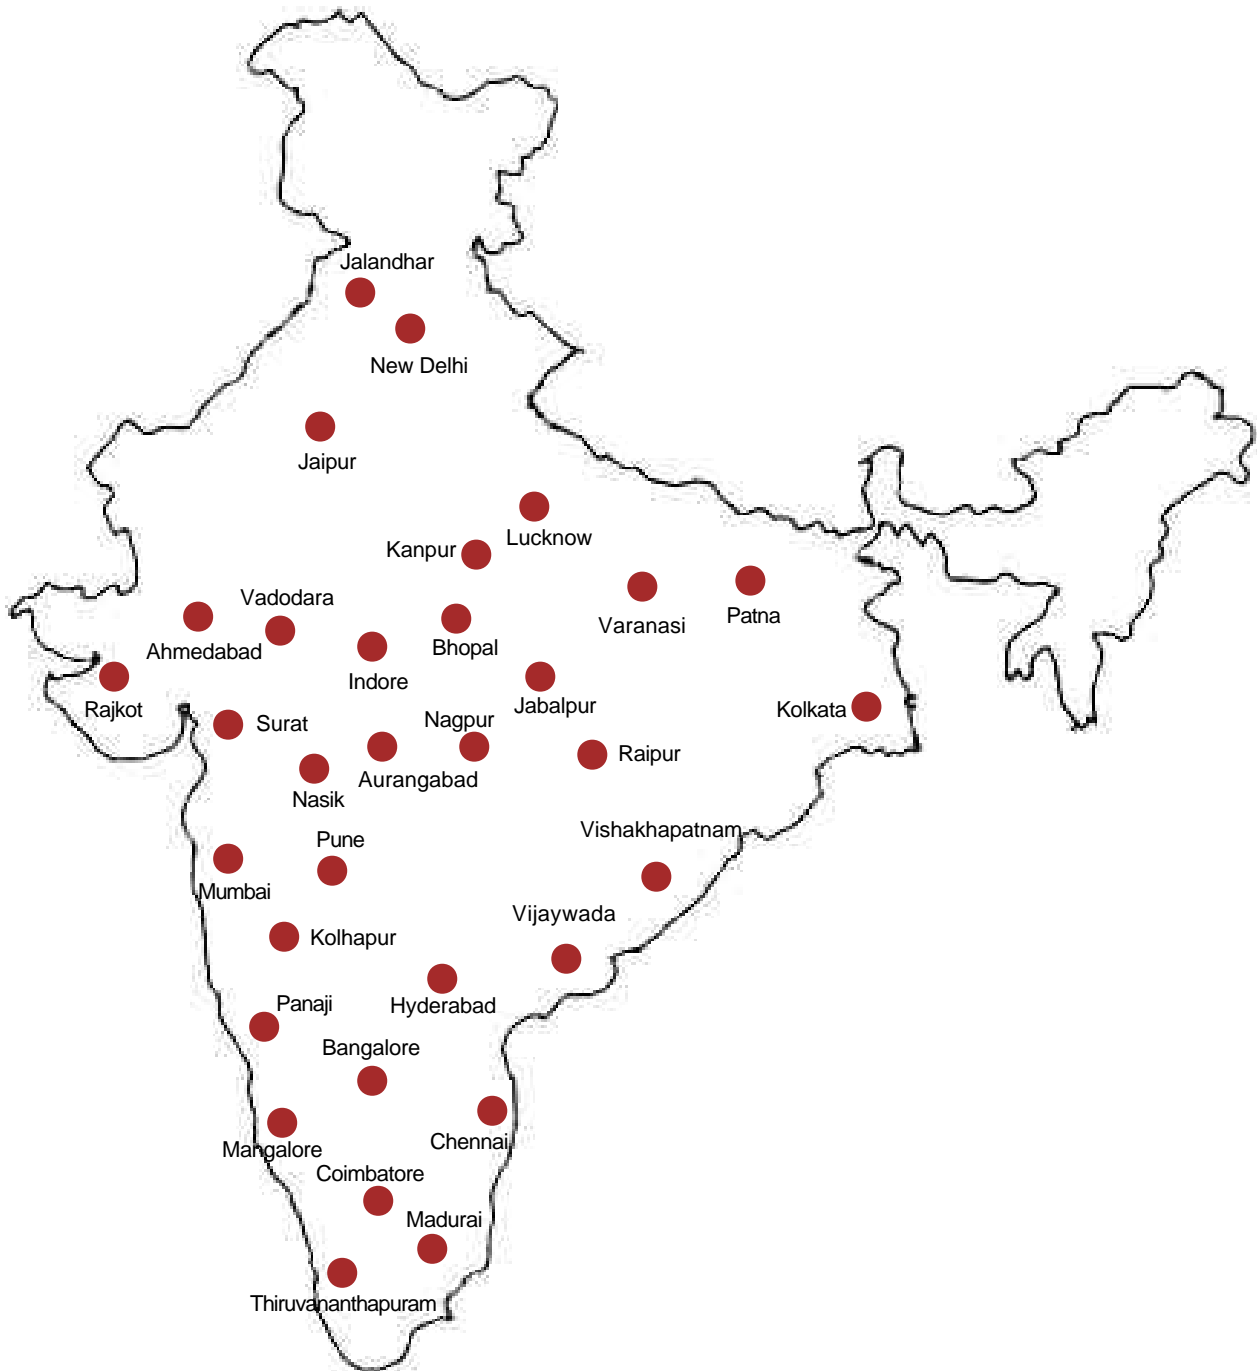 Jalandhar
New Delhi
Jaipur
Lucknow
Kanpur
Vadodara
Varanasi
Patna
Ahmedabad
Bhopal
Indore
Rajkot
Surat
Nagpur
Jabalpur
Kolkata
Raipur
Aurangabad
Nasik
Vishakhapatnam
Pune
Mumbai
Vijaywada
Kolhapur
Panaji
Hyderabad
Bangalore
Chennai
Mangalore
Coimbatore
Madurai
Thiruvananthapuram